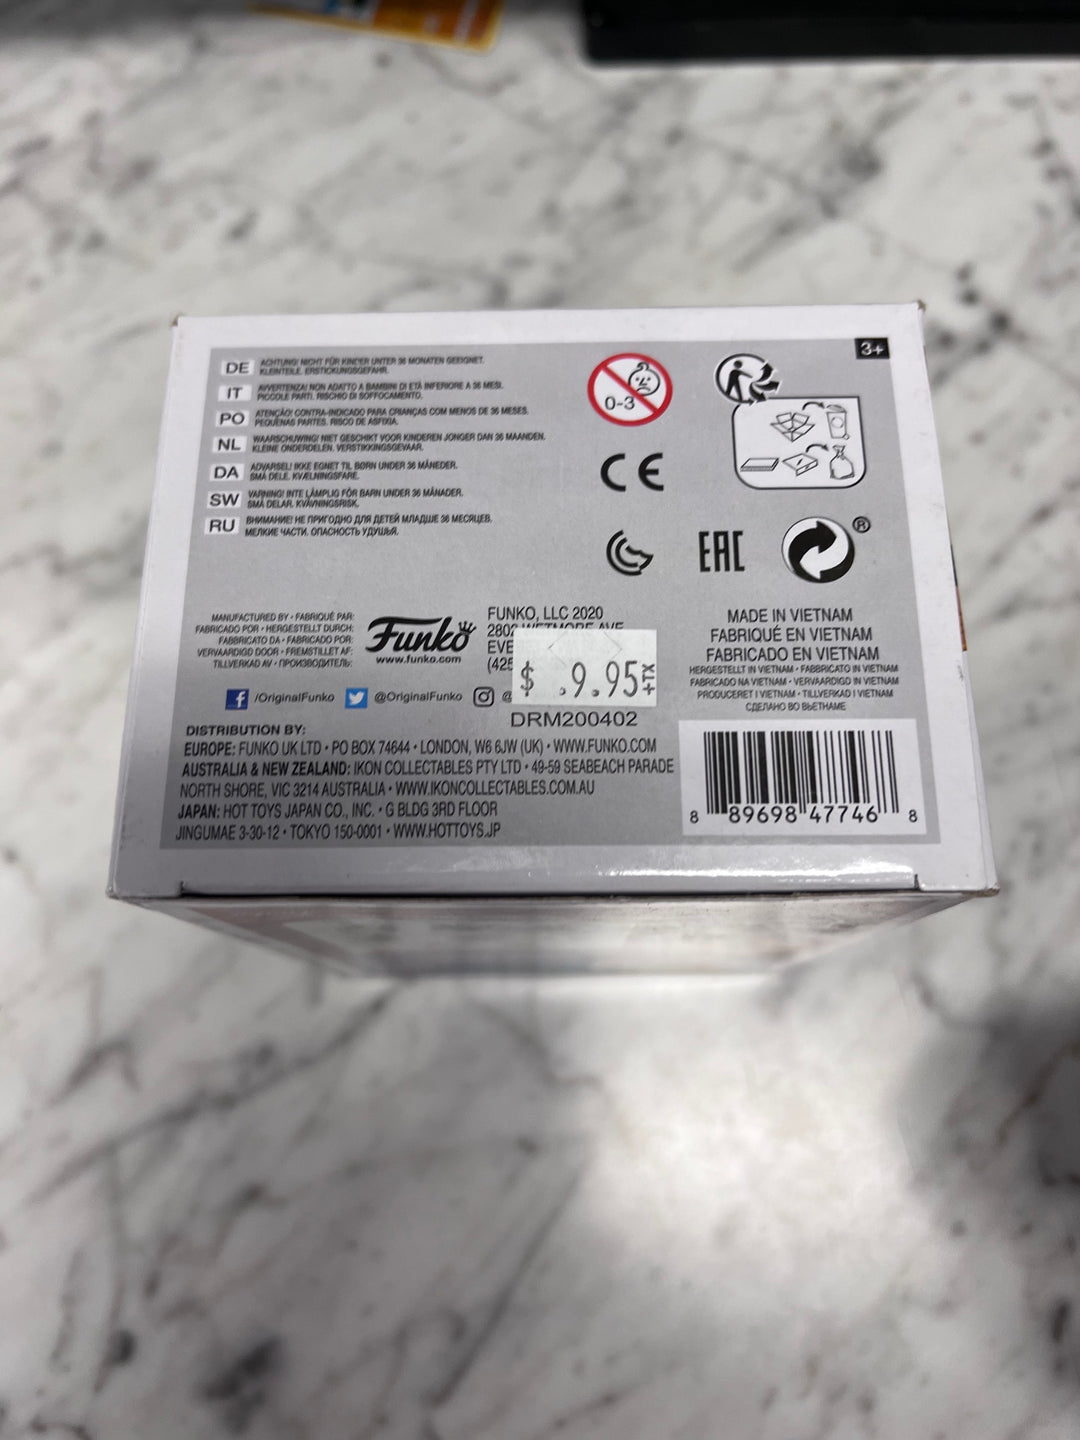 3+
DE ACHTUNG! NICHT FÜR KINDER UNTER 36 MONATEN GEEIGNET.
KLEINTEILE. ERSTICKUNGSGEFAHR.
IT AVVERTENZA! NON ADATTO A BAMBINI DI ETÀ INFERIORE A 36 MESI.
PICCOLE PARTI. RISCHIO DI SOFFOCAMENTO.
PO ATENÇÃO! CONTRA-INDICADO PARA CRIANÇAS COM MENOS DE 36 MESES.
PEQUENAS PARTES. RISCO DE ASFIXIA.
NL WAARSCHUWING! NIET GESCHIKT VOOR KINDEREN JONGER DAN 36 MAANDEN.
KLEINE ONDERDELEN. VERSTIKKINGSGEVAAR.
DA ADVARSEL! IKKE EGNET TIL BØRN UNDER 36 MÅNEDER.
SMÅ DELE. KVÆLNINGSFARE.
SW VARNING! INTE LÄMPLIG FÖR BARN UNDER 36 MÅNADER.
SMÅ DELAR. KVÄVNINGSRISK.
RU ВНИМАНИЕ! НЕ ПРИГОДНО ДЛЯ ДЕТЕЙ МЛАДШЕ 36 МЕСЯЦЕВ.
МЕЛКИЕ ЧАСТИ. ОПАСНОСТЬ УДУШЬЯ.
0-3
CE
EAC
®
MANUFACTURED BY • FABRIQUÉ PAR:
FABRICADO POR • HERGESTELLT DURCH:
FABBRICATO DA • FABRICADO POR:
VERVAARDIGD DOOR • FREMSTILLET AF:
TILLVERKAD AV • ПРОИЗВОДИТЕЛЬ:
Funko
www.funko.com
FUNKO, LLC 2020
2802 WETMORE AVE
EVE
(425
$ .9.95 +TX
/OriginalFunko @OriginalFunko @
DRM200402
MADE IN VIETNAM
FABRIQUÉ EN VIETNAM
FABRICADO EN VIETNAM
HERGESTELLT IN VIETNAM • FABBRICATO IN VIETNAM
FABRICADO NA VIETNAM • VERVAARDIGD IN VIETNAM
PRODUCERET I VIETNAM • TILLVERKAD I VIETNAM
СДЕЛАНО ВО ВЬЕТНАМЕ
DISTRIBUTION BY:
EUROPE: FUNKO UK LTD • PO BOX 74644 • LONDON, W6 6JW (UK) • WWW.FUNKO.COM
AUSTRALIA & NEW ZEALAND: IKON COLLECTABLES PTY LTD • 49-59 SEABEACH PARADE
NORTH SHORE, VIC 3214 AUSTRALIA • WWW.IKONCOLLECTABLES.COM.AU
JAPAN: HOT TOYS JAPAN CO., INC. • G BLDG 3RD FLOOR
JINGUMAE 3-30-12 • TOKYO 150-0001 • WWW.HOTTOYS.JP
8 89698 47746 8